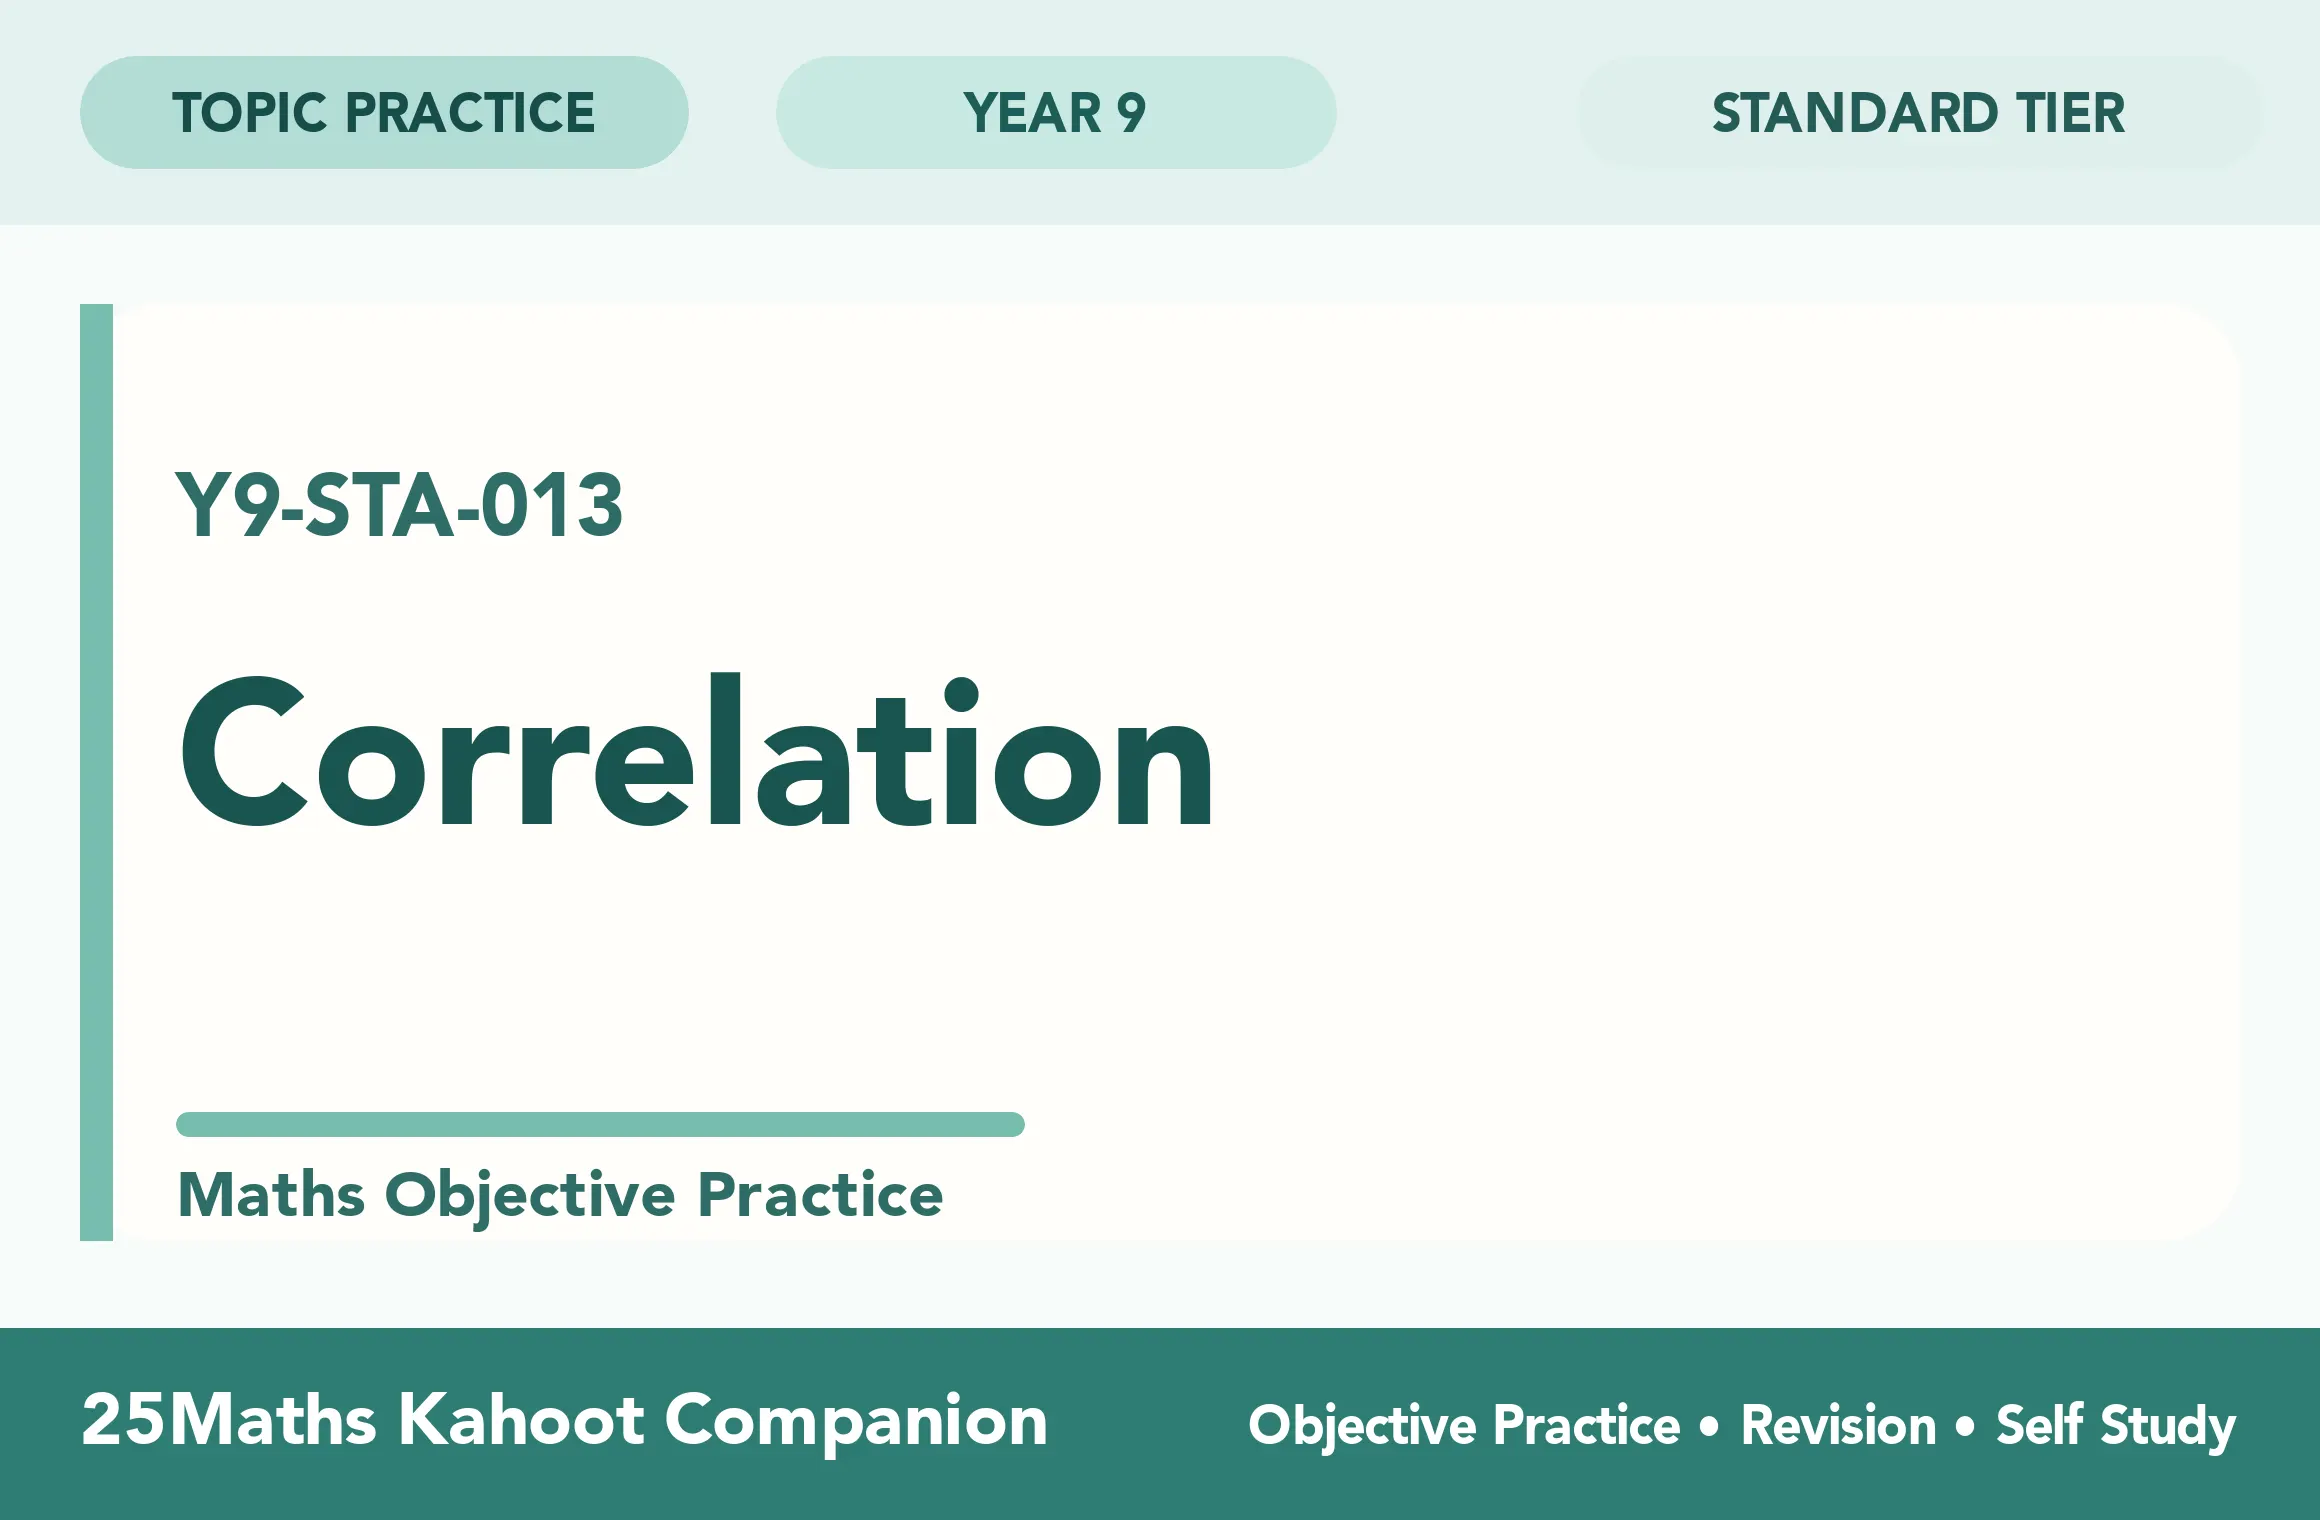 TOPIC PRACTICE
YEAR 9
STANDARD TIER
Y9-STA-013
Correlation
Maths Objective Practice
25Maths Kahoot Companion
Objective Practice • Revision • Self Study